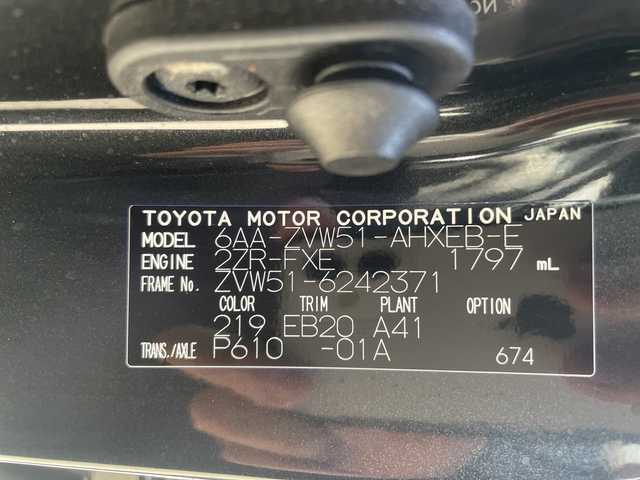 TOYOTA MOTOR CORPORATION JAPAN
MODEL 6AA-ZVW51-AHXEB-E
ENGINE 2ZR-FXE 1797 mL
FRAME No. ZVW51-6242371
COLOR TRIM PLANT OPTION
219 EB20 A41
TRANS./AXLE P610 -01A 674